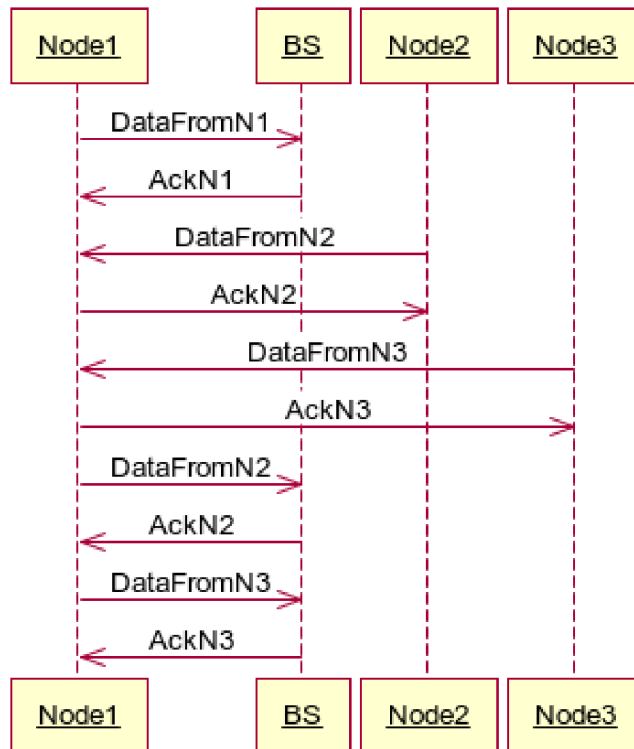 Node1 BS Node2 Node3
DataFromN1
AckN1
DataFromN2
AckN2
DataFromN3
AckN3
DataFromN2
AckN2
DataFromN3
AckN3
Node1 BS Node2 Node3